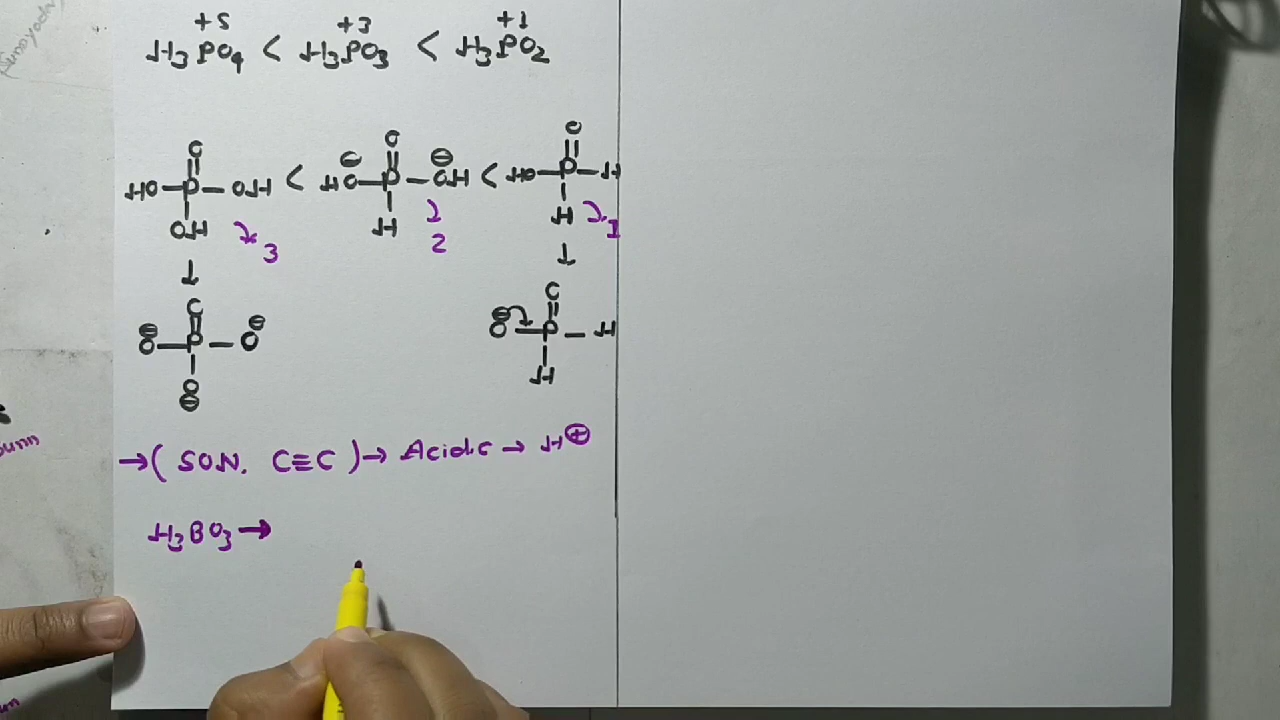 +5 +3 +1
H₃PO₄ < H₃PO₃ < H₃PO₂
O O O
HO–P–OH < HO–P–OH < HO–P–H
OH H H
3 2 1
O O
⊖O–P–O⊖ ⊖O–P–H
O⊖ H
→( SON. C≡C )→ Acidic → H⊕
H₃BO₃→